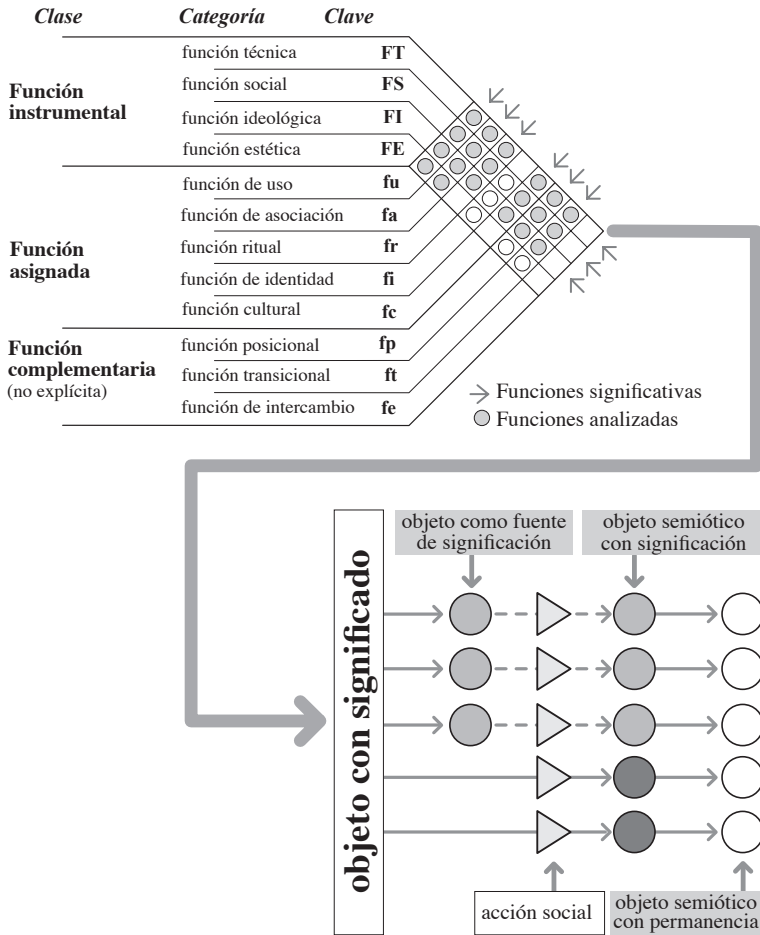 Clase Categoría Clave
función técnica FT
función social FS
Función
instrumental
función ideológica FI
función estética FE
función de uso fu
función de asociación fa
Función
asignada
función ritual fr
función de identidad fi
función cultural fc
Función
complementaria
(no explícita)
función posicional fp
función transicional ft
función de intercambio fe
Funciones significativas
Funciones analizadas
objeto como fuente
de significación
objeto semiótico
con significación
objeto con significado
acción social
objeto semiótico
con permanencia